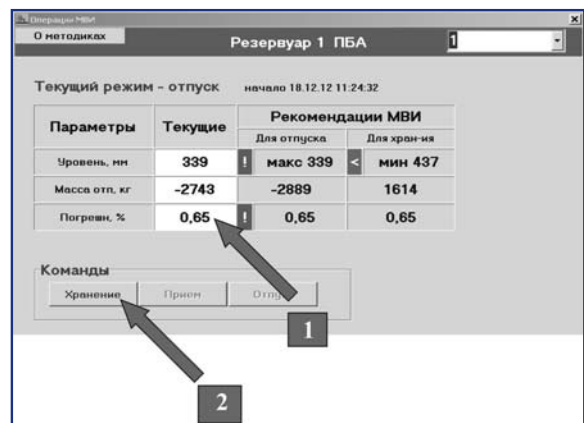 Операции МВИ
О методиках
Резервуар 1 ПБА
1
Текущий режим - отпуск начало 18.12.12 11:24:32
Параметры Текущие Рекомендации МВИ
Для отпуска Для хран-ия
Уровень, мм 339 ! макс 339 < мин 437
Масса отп, кг -2743 -2889 1614
Погрешн, % 0,65 ! 0,65 0,65
Команды
Хранение Прием
1
2